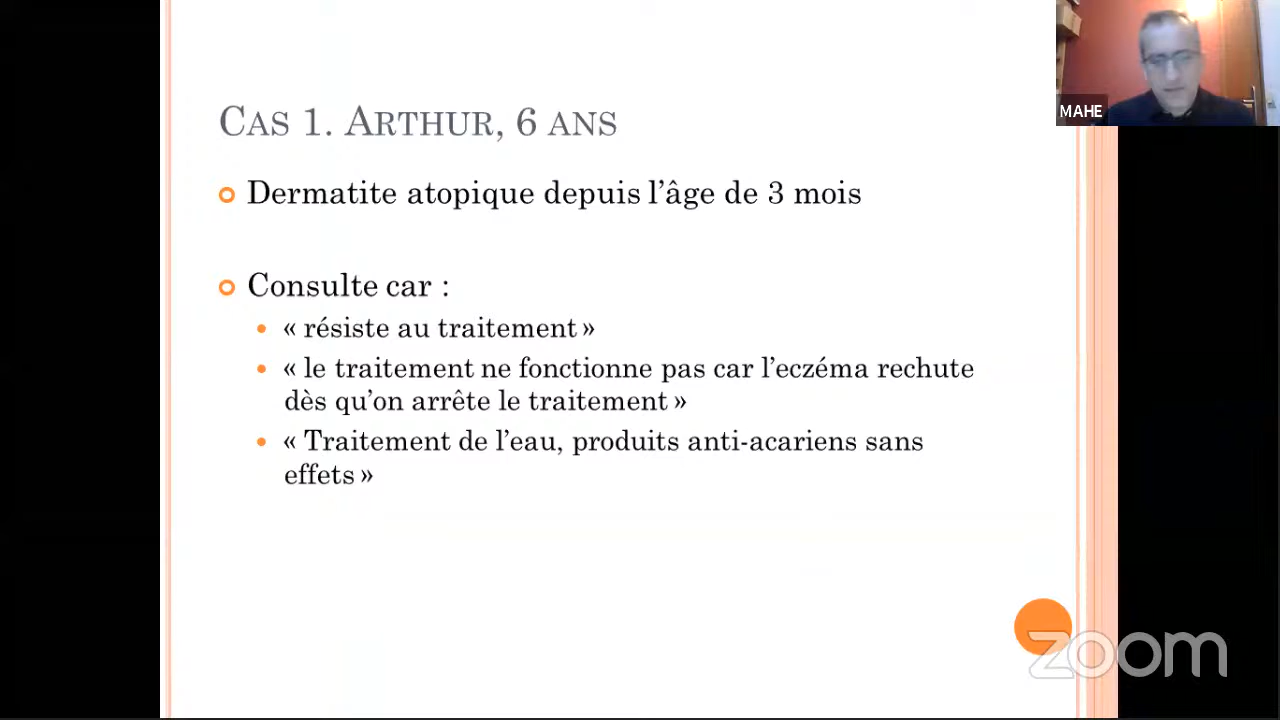 MAHE
CAS 1. ARTHUR, 6 ANS
Dermatite atopique depuis l’âge de 3 mois
Consulte car :
« résiste au traitement »
« le traitement ne fonctionne pas car l’eczéma rechute
dès qu’on arrête le traitement »
« Traitement de l’eau, produits anti-acariens sans
effets »
zoom